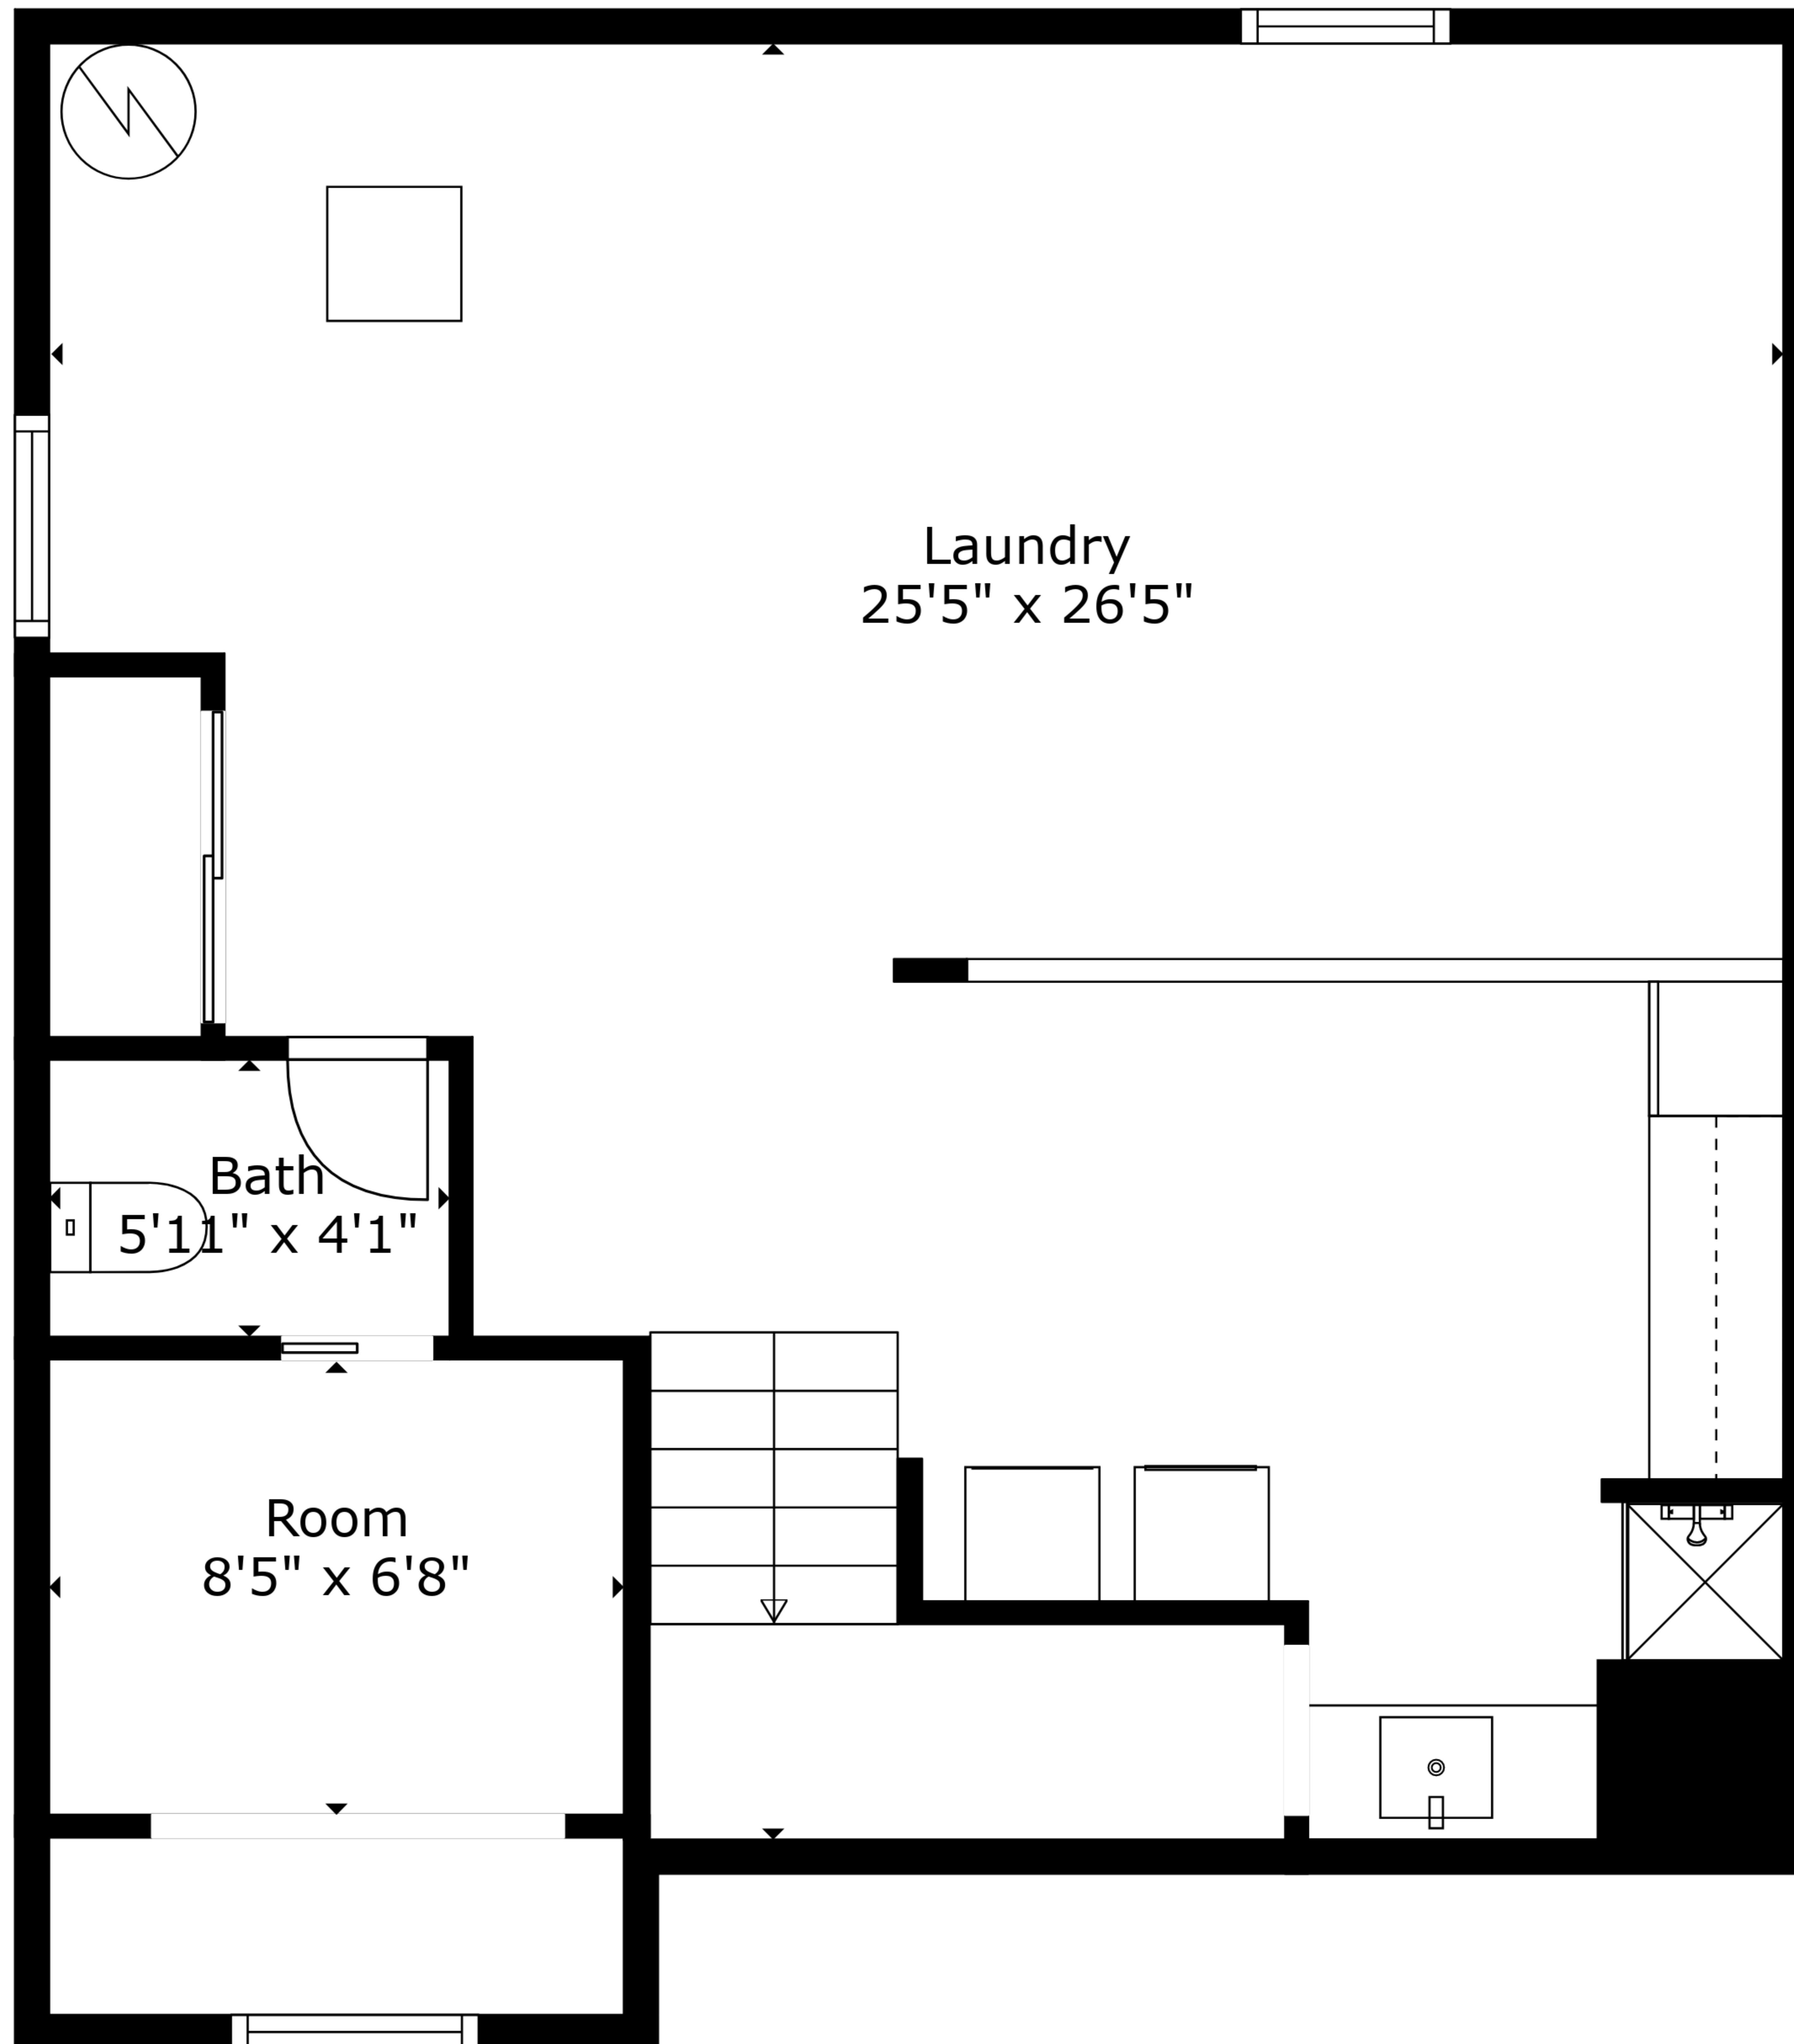 Laundry
25'5" x 26'5"
Bath
5'11" x 4'1"
Room
8'5" x 6'8"